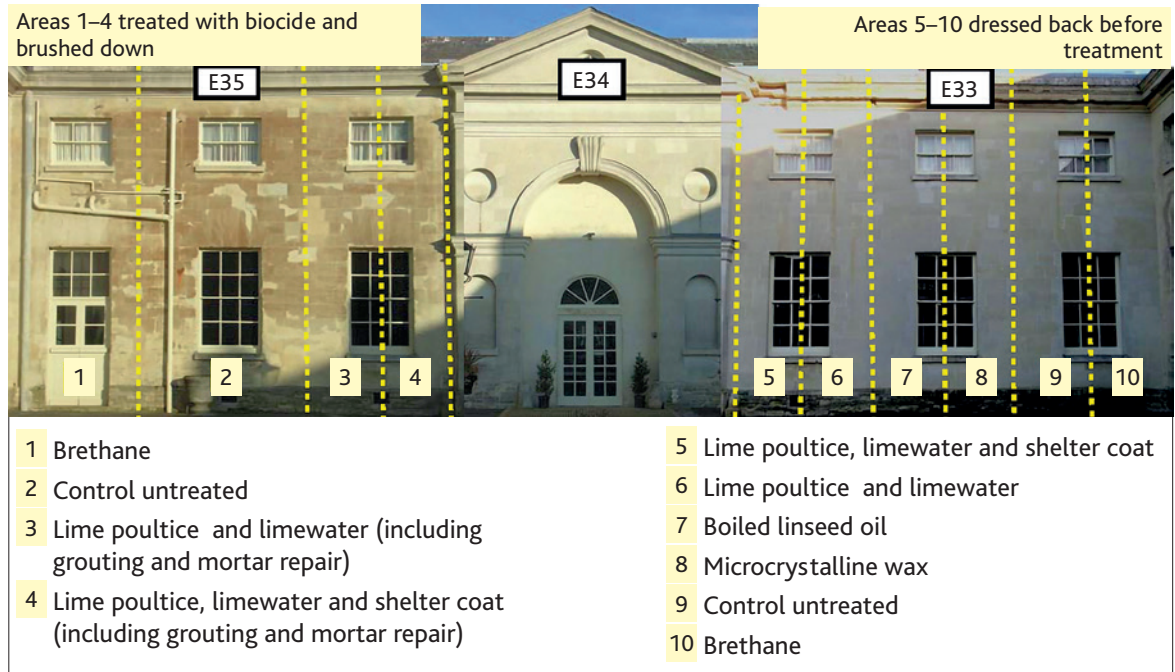 Areas 1–4 treated with biocide and
brushed down
Areas 5–10 dressed back before
treatment
E35
E34
E33
1
2
3
4
5
6
7
8
9
10
1 Brethane
2 Control untreated
3 Lime poultice and limewater (including
grouting and mortar repair)
4 Lime poultice, limewater and shelter coat
(including grouting and mortar repair)
5 Lime poultice, limewater and shelter coat
6 Lime poultice and limewater
7 Boiled linseed oil
8 Microcrystalline wax
9 Control untreated
10 Brethane